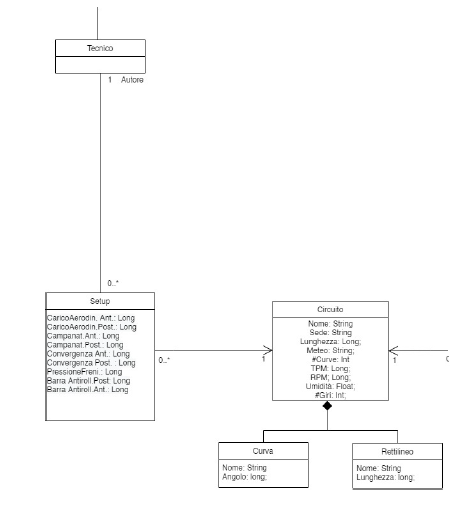 Tecnico
1 Autore
0..*
Setup
CaricoAerodin. Ant.: Long
CaricoAerodin.Post.: Long
Campanat.Ant.: Long
Campanat.Post.: Long
Convergenza Ant.: Long
Convergenza Post. : Long
PressioneFreni.: Long
Barra Antiroll.Post: Long
Barra Antiroll.Ant.: Long
0..*
1
Circuito
Nome: String
Sede: String
Lunghezza: Long;
Meteo: String;
#Curve: Int
TPM: Long;
RPM; Long;
Umidità: Float;
#Giri: Int;
1
Curva
Nome: String
Angolo: long;
Rettilineo
Nome: String
Lunghezza: long;